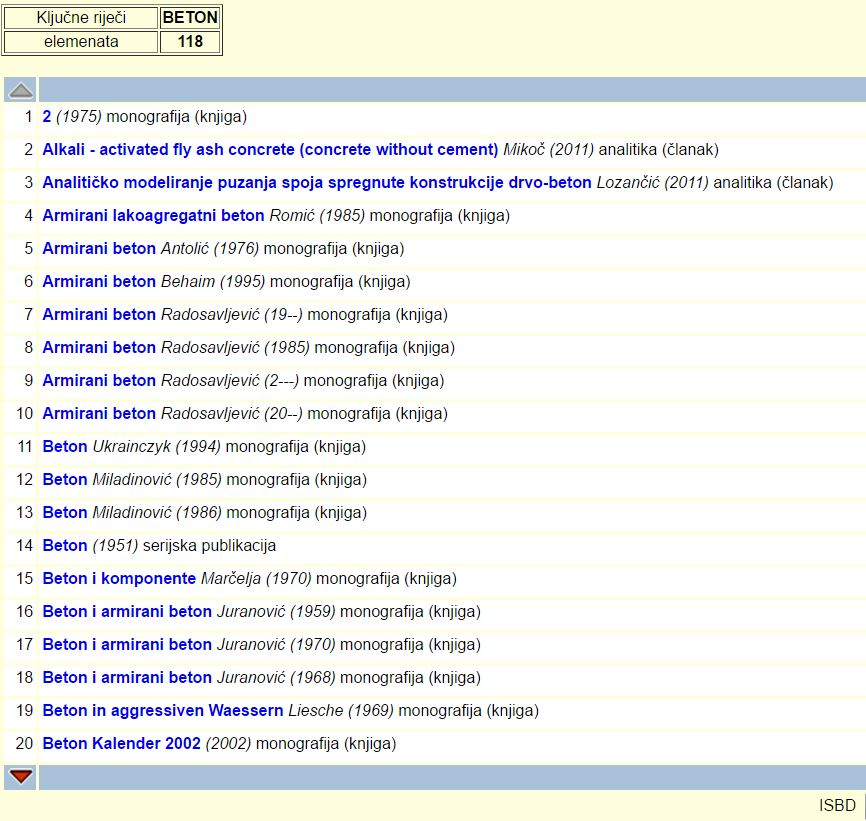 Ključne riječi BETON
elemenata 118
1 2 (1975) monografija (knjiga)
2 Alkali - activated fly ash concrete (concrete without cement) Mikoč (2011) analitika (članak)
3 Analitičko modeliranje puzanja spoja spregnute konstrukcije drvo-beton Lozančić (2011) analitika (članak)
4 Armirani lakoagregatni beton Romić (1985) monografija (knjiga)
5 Armirani beton Antolić (1976) monografija (knjiga)
6 Armirani beton Behaim (1995) monografija (knjiga)
7 Armirani beton Radosavljević (19--) monografija (knjiga)
8 Armirani beton Radosavljević (1985) monografija (knjiga)
9 Armirani beton Radosavljević (2---) monografija (knjiga)
10 Armirani beton Radosavljević (20--) monografija (knjiga)
11 Beton Ukrainczyk (1994) monografija (knjiga)
12 Beton Miladinović (1985) monografija (knjiga)
13 Beton Miladinović (1986) monografija (knjiga)
14 Beton (1951) serijska publikacija
15 Beton i komponente Marčelja (1970) monografija (knjiga)
16 Beton i armirani beton Juranović (1959) monografija (knjiga)
17 Beton i armirani beton Juranović (1970) monografija (knjiga)
18 Beton i armirani beton Juranović (1968) monografija (knjiga)
19 Beton in aggressiven Waessern Liesche (1969) monografija (knjiga)
20 Beton Kalender 2002 (2002) monografija (knjiga)
ISBD